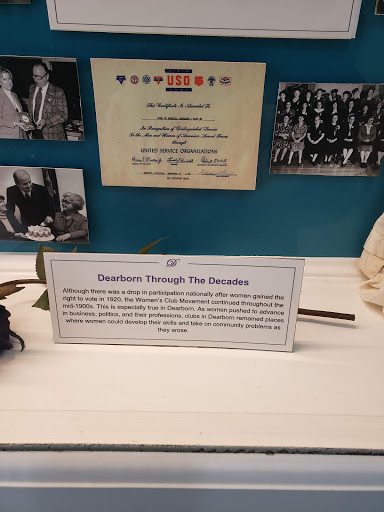 USO
This Certificate Is Awarded To
In Recognition of Distinguished Service
To the Men and Women of America's Armed Forces
through
UNITED SERVICE ORGANIZATIONS
D
Dearborn Through The Decades
Although there was a drop in participation nationally after women gained the
right to vote in 1920, the Women's Club Movement continued throughout the
mid-1900s. This is especially true in Dearborn. As women pushed to advance
in business, politics, and their professions, clubs in Dearborn remained places
where women could develop their skills and take on community problems as
they arose.